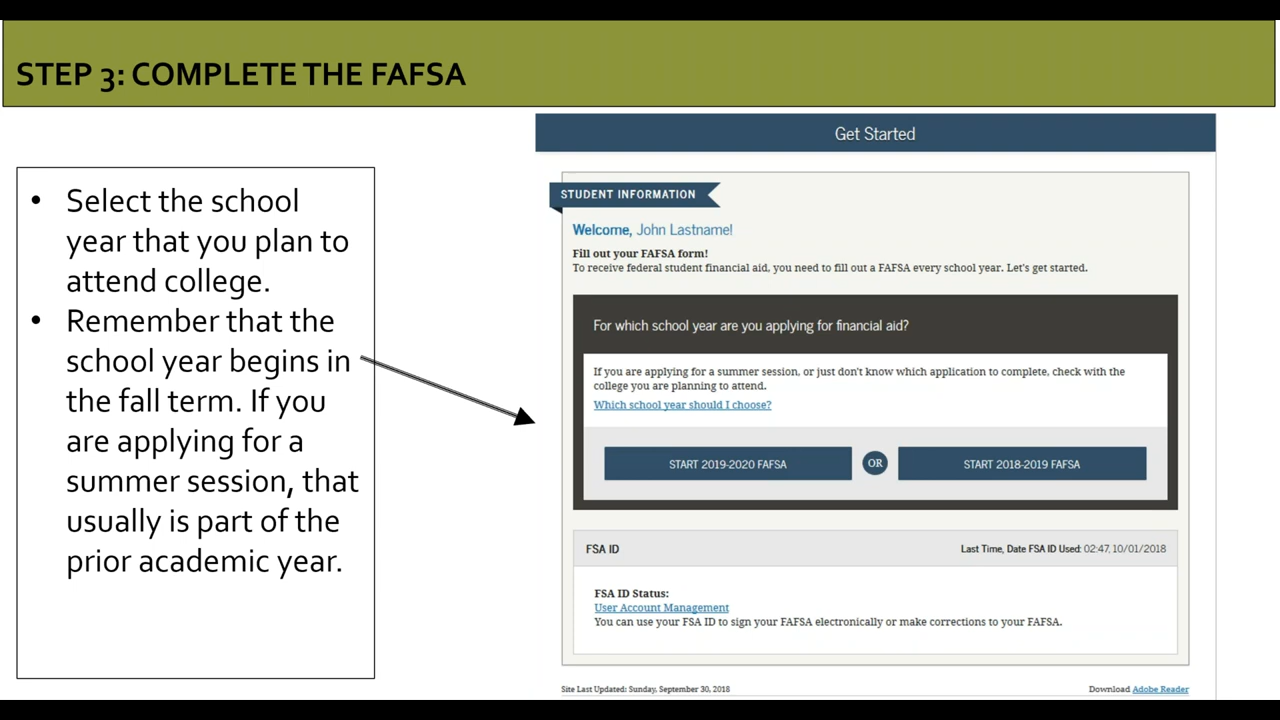 STEP 3: COMPLETE THE FAFSA
• Select the school
year that you plan to
attend college.
• Remember that the
school year begins in
the fall term. If you
are applying for a
summer session, that
usually is part of the
prior academic year.
Get Started
STUDENT INFORMATION
Welcome, John Lastname!
Fill out your FAFSA form!
To receive federal student financial aid, you need to fill out a FAFSA every school year. Let's get started.
For which school year are you applying for financial aid?
If you are applying for a summer session, or just don't know which application to complete, check with the
college you are planning to attend.
Which school year should I choose?
START 2019-2020 FAFSA OR START 2018-2019 FAFSA
FSA ID Last Time, Date FSA ID Used: 02:47, 10/01/2018
FSA ID Status:
User Account Management
You can use your FSA ID to sign your FAFSA electronically or make corrections to your FAFSA.
Site Last Updated: Sunday, September 30, 2018 Download Adobe Reader